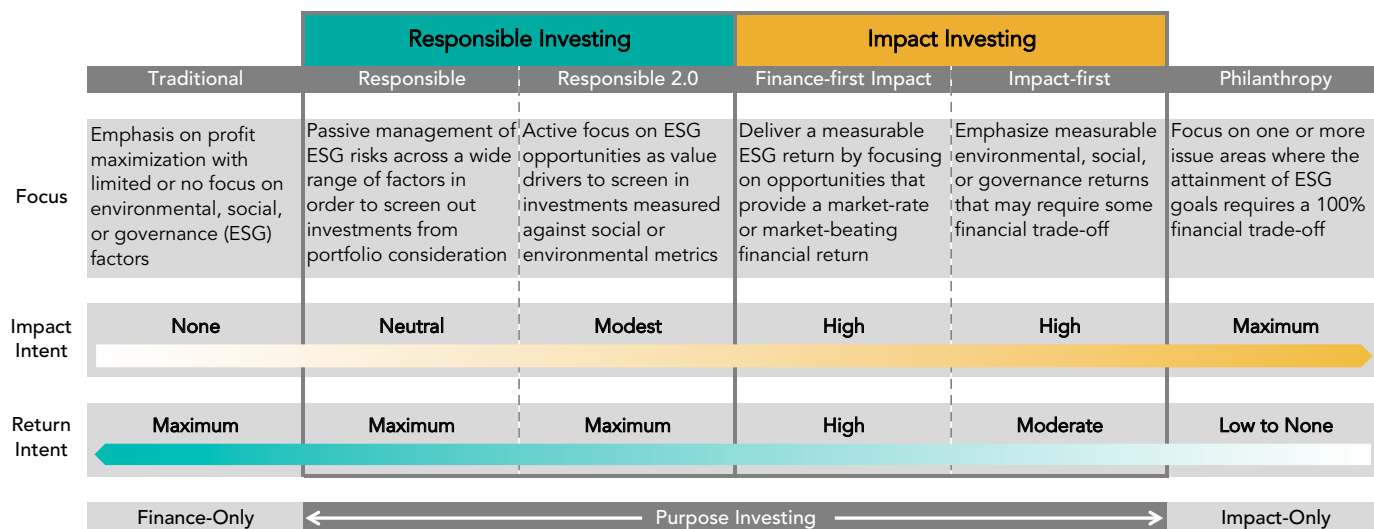 Responsible Investing
Impact Investing
Traditional
Responsible
Responsible 2.0
Finance-first Impact
Impact-first
Philanthropy
Focus
Emphasis on profit
maximization with
limited or no focus on
environmental, social,
or governance (ESG)
factors
Passive management of
ESG risks across a wide
range of factors in
order to screen out
investments from
portfolio consideration
Active focus on ESG
opportunities as value
drivers to screen in
investments measured
against social or
environmental metrics
Deliver a measurable
ESG return by focusing
on opportunities that
provide a market-rate
or market-beating
financial return
Emphasize measurable
environmental, social,
or governance returns
that may require some
financial trade-off
Focus on one or more
issue areas where the
attainment of ESG
goals requires a 100%
financial trade-off
Impact
Intent
None
Neutral
Modest
High
High
Maximum
Return
Intent
Maximum
Maximum
Maximum
High
Moderate
Low to None
Finance-Only
Purpose Investing
Impact-Only